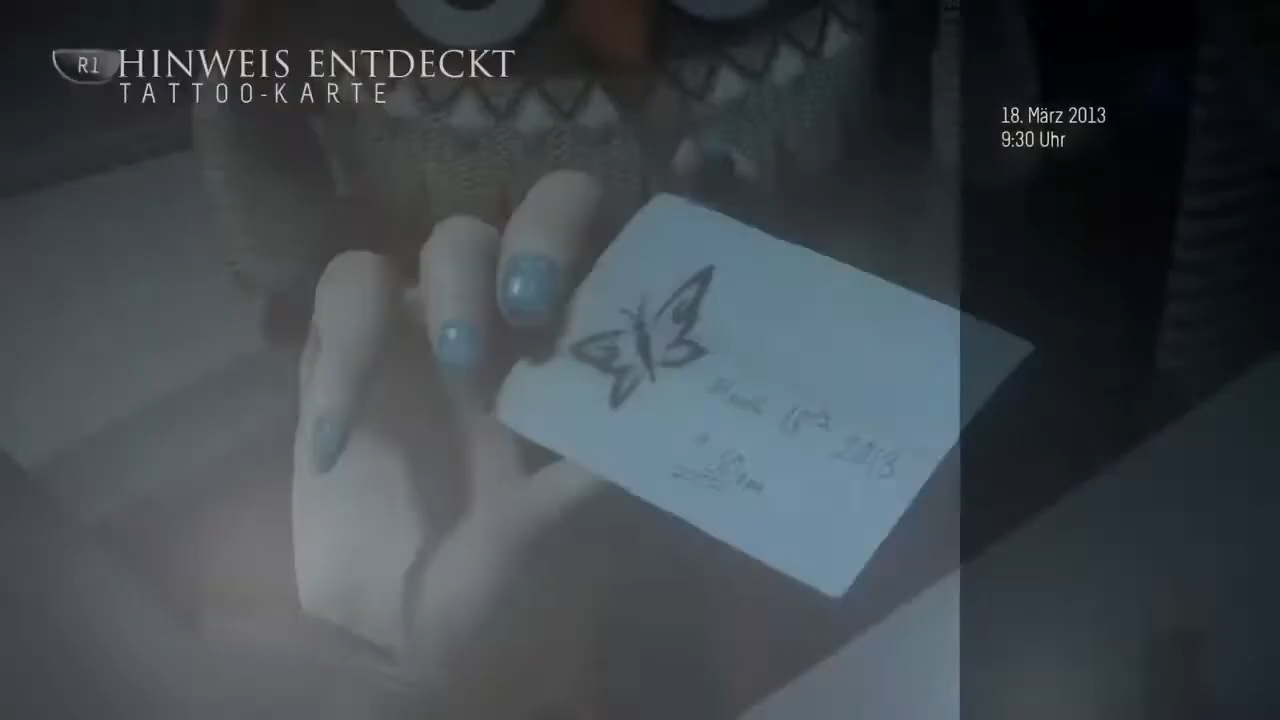 R1 HINWEIS ENTDECKT
TATTOO-KARTE
18. März 2013
9:30 Uhr
2013